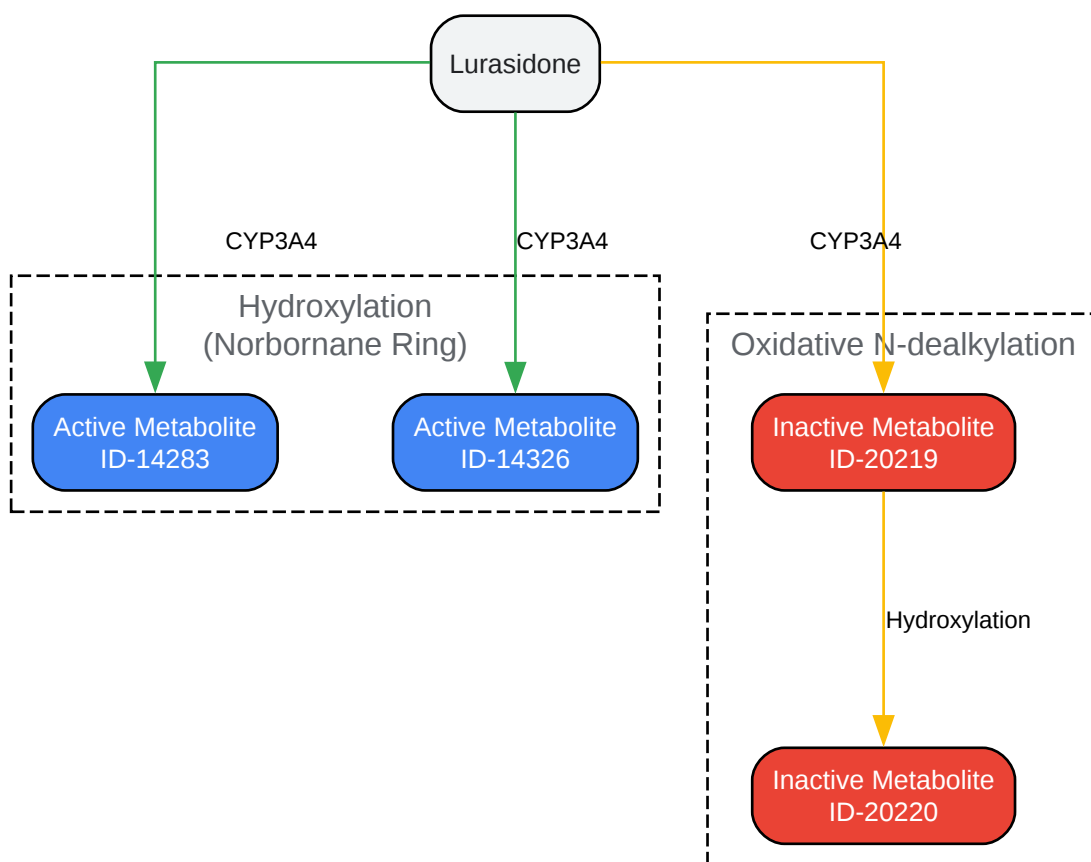 Lurasidone
CYP3A4
CYP3A4
CYP3A4
Hydroxylation
(Norbornane Ring)
Oxidative N-dealkylation
Active Metabolite
ID-14283
Active Metabolite
ID-14326
Inactive Metabolite
ID-20219
Hydroxylation
Inactive Metabolite
ID-20220